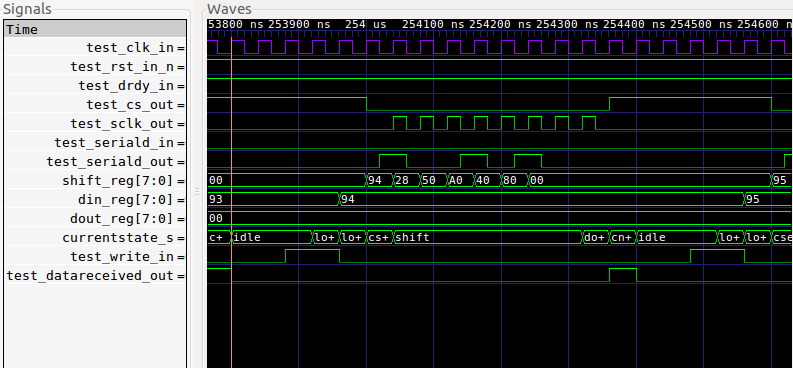 Signals
Waves
Time
53800 ns 253900 ns 254 us 254100 ns 254200 ns 254300 ns 254400 ns 254500 ns 254600 ns
test_clk_in =
test_rst_in_n =
test_drdy_in =
test_cs_out =
test_sclk_out =
test_seriald_in =
test_seriald_out =
shift_reg[7:0] = 00 94 28 50 A0 40 80 00 95
din_reg[7:0] = 93 94 95
dout_reg[7:0] = 00
currentstate_s = c+ idle lo+ lo+ cs+ shift do+ cn+ idle lo+ lo+ cse
test_write_in =
test_datareceived_out =